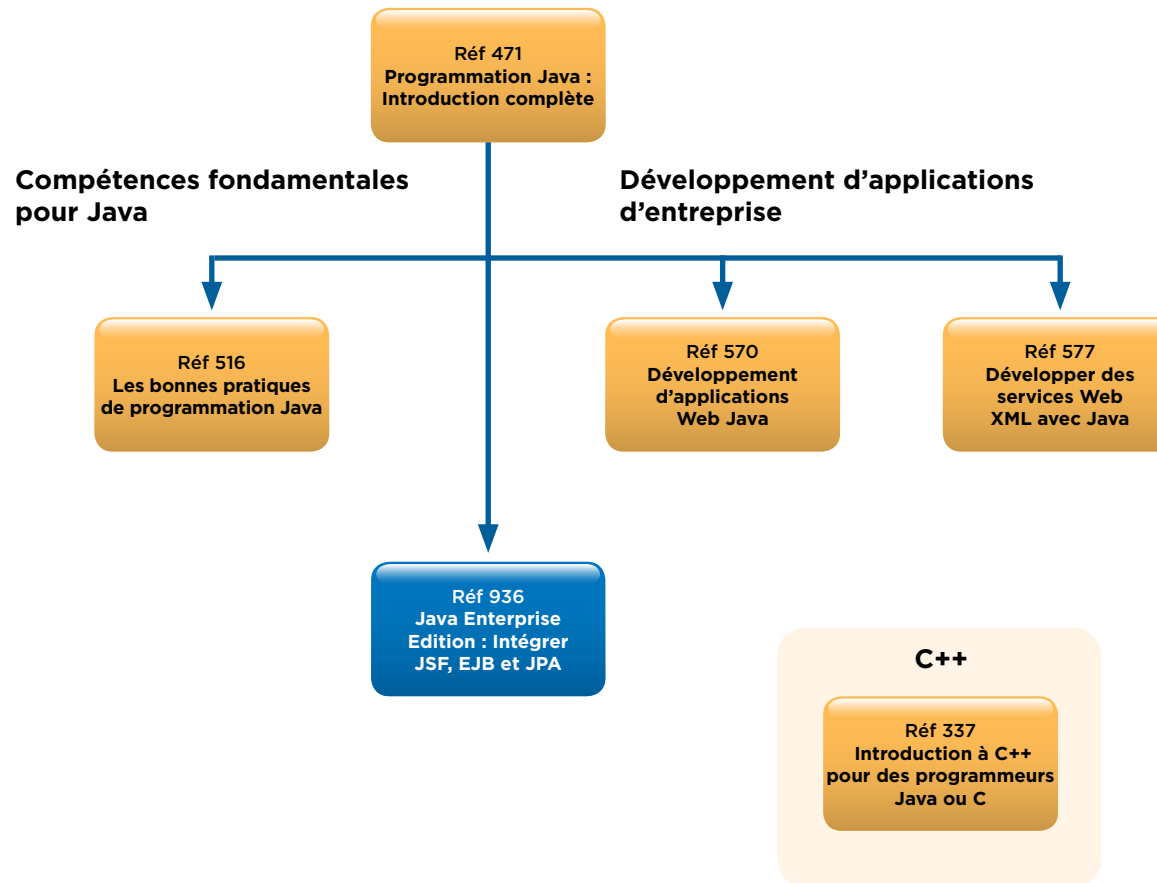 Réf 471
Programmation Java :
Introduction complète
Compétences fondamentales
pour Java
Développement d’applications
d’entreprise
Réf 516
Les bonnes pratiques
de programmation Java
Réf 570
Développement
d’applications
Web Java
Réf 577
Développer des
services Web
XML avec Java
Réf 936
Java Enterprise
Edition : Intégrer
JSF, EJB et JPA
C++
Réf 337
Introduction à C++
pour des programmeurs
Java ou C